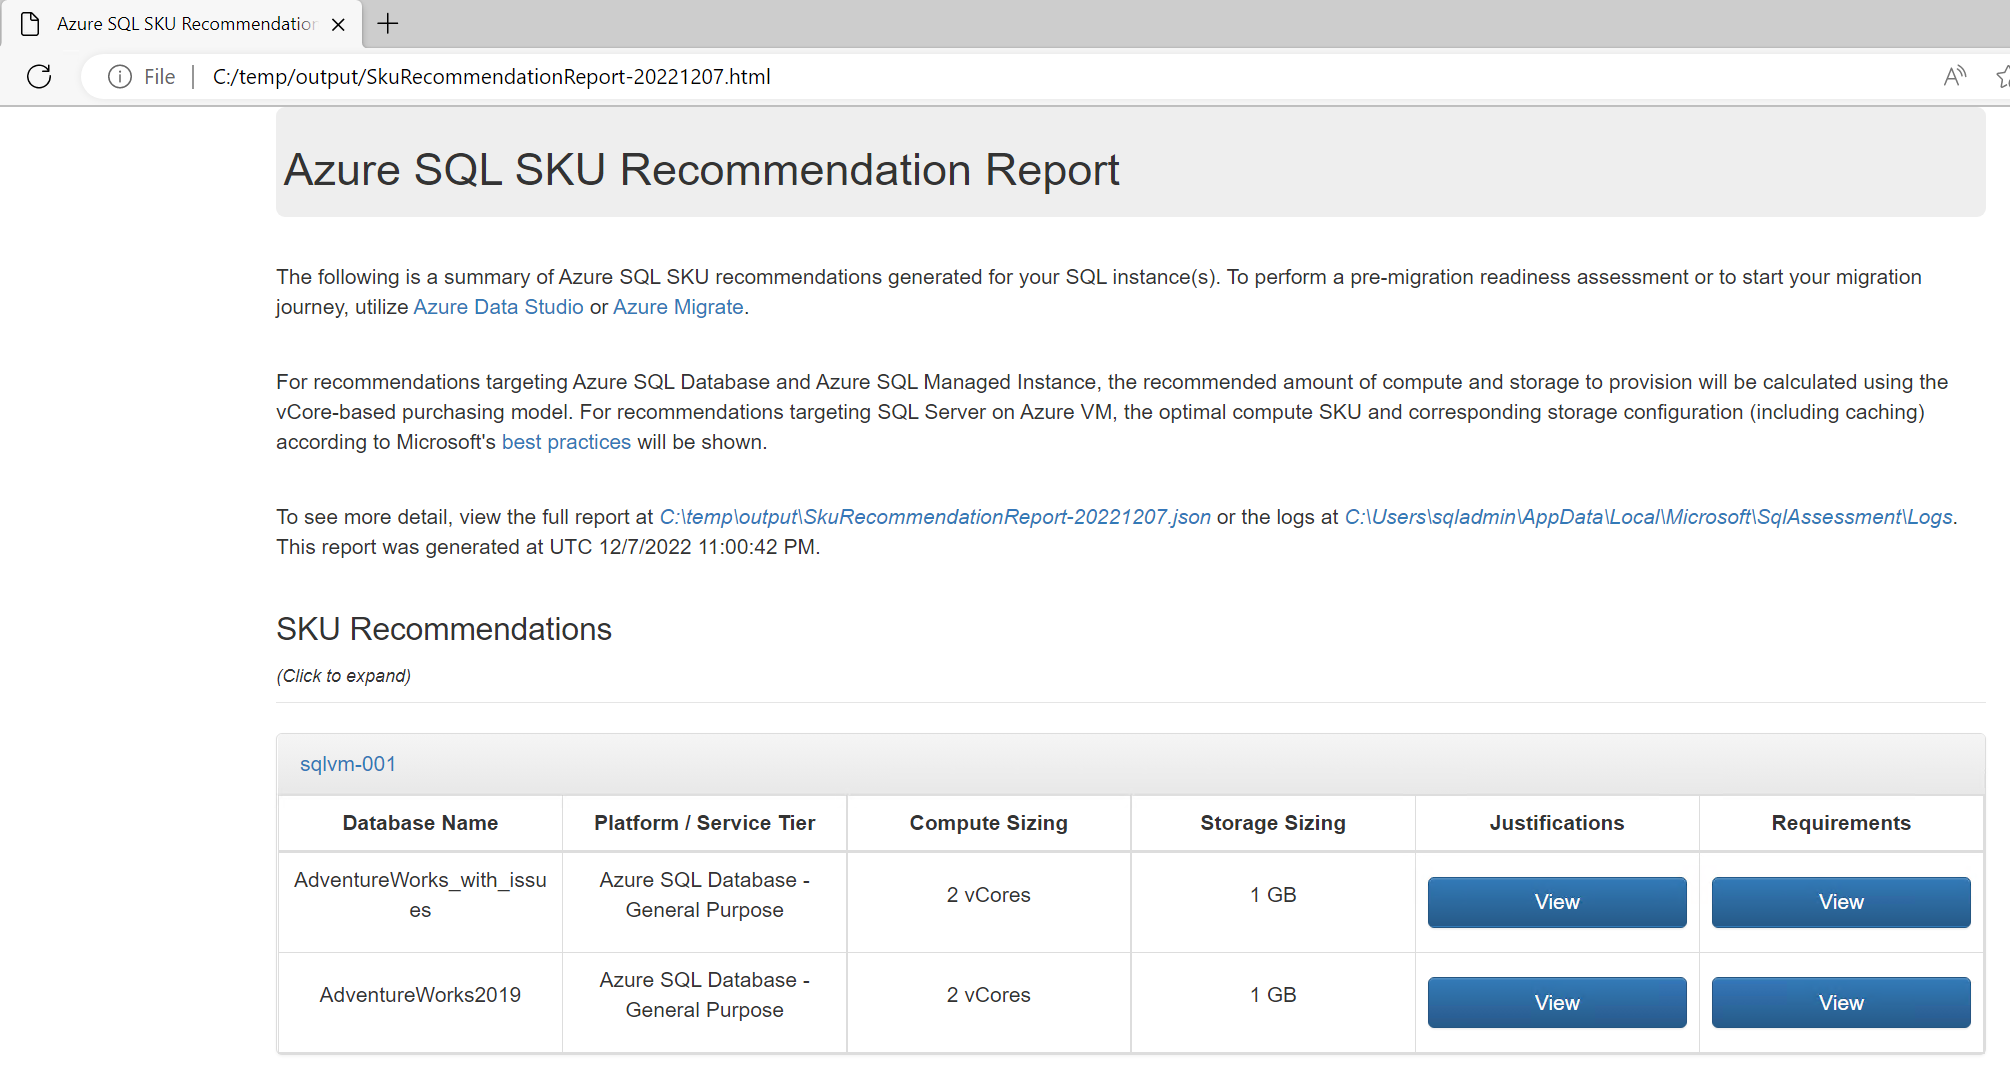 Azure SQL SKU Recommendation
File
C:/temp/output/SkuRecommendationReport-20221207.html
Azure SQL SKU Recommendation Report
The following is a summary of Azure SQL SKU recommendations generated for your SQL instance(s). To perform a pre-migration readiness assessment or to start your migration
journey, utilize Azure Data Studio or Azure Migrate.
For recommendations targeting Azure SQL Database and Azure SQL Managed Instance, the recommended amount of compute and storage to provision will be calculated using the
vCore-based purchasing model. For recommendations targeting SQL Server on Azure VM, the optimal compute SKU and corresponding storage configuration (including caching)
according to Microsoft's best practices will be shown.
To see more detail, view the full report at C:\temp\output\SkuRecommendationReport-20221207.json or the logs at C:\Users\sqladmin\AppData\Local\Microsoft\SqlAssessment\Logs.
This report was generated at UTC 12/7/2022 11:00:42 PM.
SKU Recommendations
(Click to expand)
sqlvm-001
Database Name Platform / Service Tier Compute Sizing Storage Sizing Justifications Requirements
AdventureWorks_with_issu
es
Azure SQL Database -
General Purpose
2 vCores
1 GB
View
View
AdventureWorks2019
Azure SQL Database -
General Purpose
2 vCores
1 GB
View
View